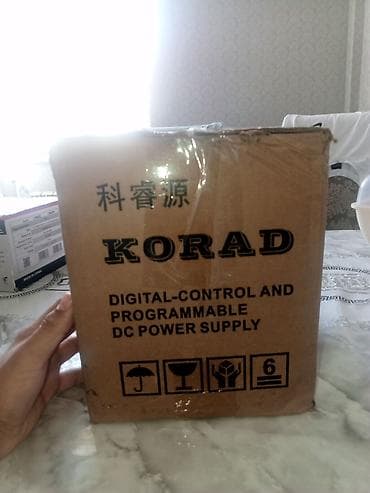 科睿源
KORAD
DIGITAL-CONTROL AND
PROGRAMMABLE
DC POWER SUPPLY
6